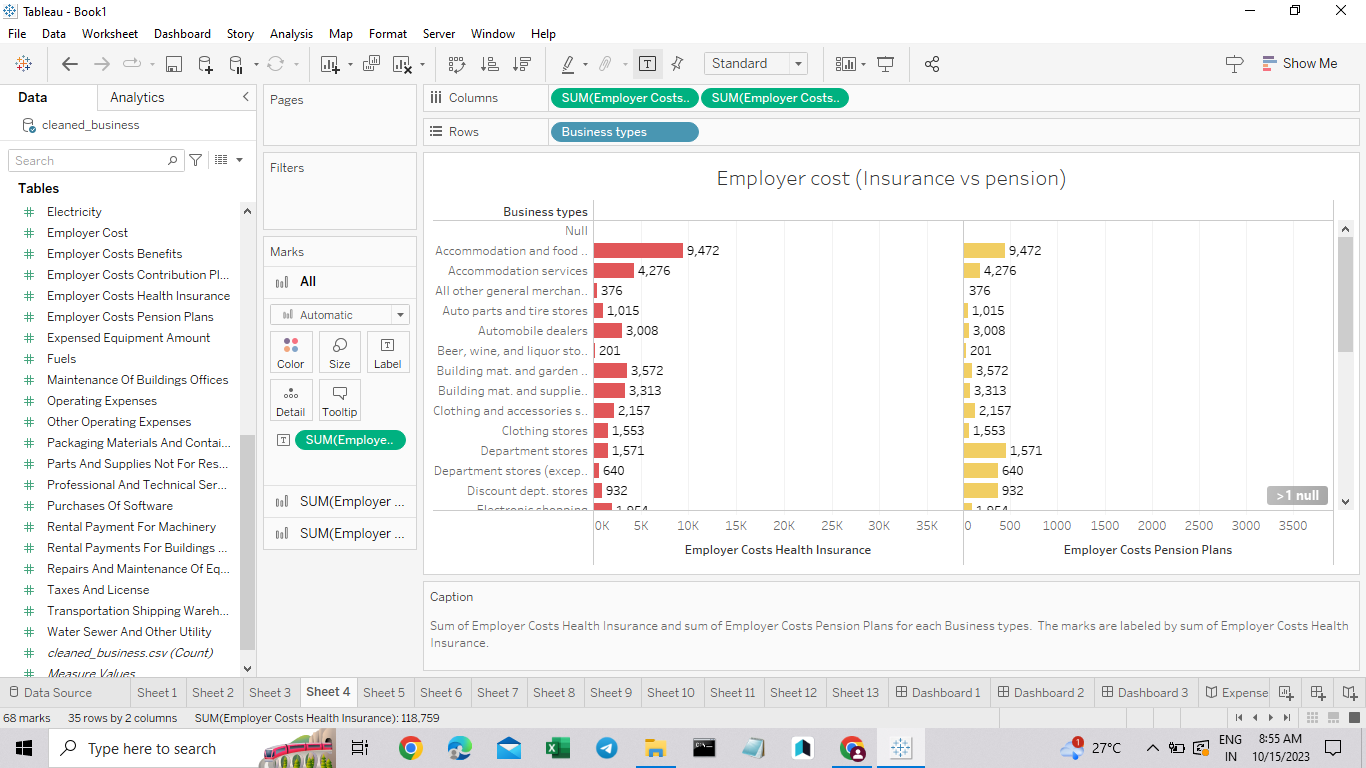 Tableau - Book1
File Data Worksheet Dashboard Story Analysis Map Format Server Window Help
Standard
Show Me
Data Analytics
cleaned_business
Search
Tables
Electricity
Employer Cost
Employer Costs Benefits
Employer Costs Contribution Pl...
Employer Costs Health Insurance
Employer Costs Pension Plans
Expensed Equipment Amount
Fuels
Maintenance Of Buildings Offices
Operating Expenses
Other Operating Expenses
Packaging Materials And Contai...
Parts And Supplies Not For Res...
Professional And Technical Ser...
Purchases Of Software
Rental Payment For Machinery
Rental Payments For Buildings ...
Repairs And Maintenance Of Eq...
Taxes And License
Transportation Shipping Wareh...
Water Sewer And Other Utility
cleaned_business.csv (Count)
Measure Values
Pages
Filters
Marks
All
Automatic
Color Size Label
Detail Tooltip
SUM(Employe..
SUM(Employer ...
SUM(Employer ...
Columns SUM(Employer Costs.. SUM(Employer Costs..
Rows Business types
Employer cost (Insurance vs pension)
Business types
Null
Accommodation and food .. 9,472 9,472
Accommodation services 4,276 4,276
All other general merchan.. 376 376
Auto parts and tire stores 1,015 1,015
Automobile dealers 3,008 3,008
Beer, wine, and liquor sto.. 201 201
Building mat. and garden .. 3,572 3,572
Building mat. and supplie.. 3,313 3,313
Clothing and accessories s.. 2,157 2,157
Clothing stores 1,553 1,553
Department stores 1,571 1,571
Department stores (excep.. 640 640
Discount dept. stores 932 932
Electronic shopping 1,954 1,954
>1 null
0K 5K 10K 15K 20K 25K 30K 35K 0 500 1000 1500 2000 2500 3000 3500
Employer Costs Health Insurance Employer Costs Pension Plans
Caption
Sum of Employer Costs Health Insurance and sum of Employer Costs Pension Plans for each Business types. The marks are labeled by sum of Employer Costs Health
Insurance.
Data Source Sheet 1 Sheet 2 Sheet 3 Sheet 4 Sheet 5 Sheet 6 Sheet 7 Sheet 8 Sheet 9 Sheet 10 Sheet 11 Sheet 12 Sheet 13 Dashboard 1 Dashboard 2 Dashboard 3 Expense
68 marks 35 rows by 2 columns SUM(Employer Costs Health Insurance): 118,759
Type here to search
1 27°C ENG 8:55 AM
IN 10/15/2023